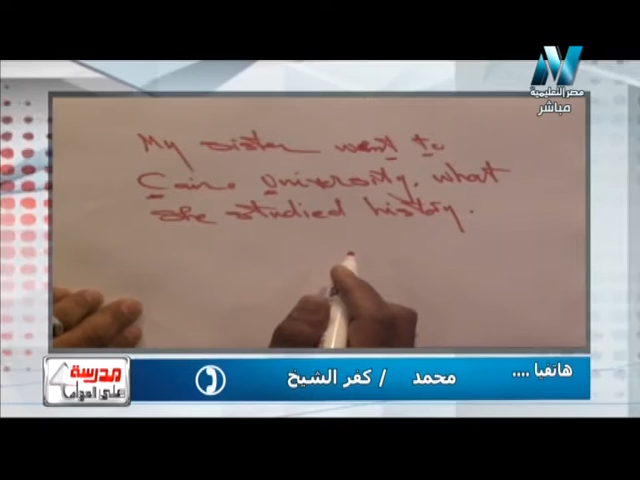 مصر التعليمية
مباشر
My sister went to
Cairo University, what
she studied history.
هاتفيا ....
محمد / كفر الشيخ
مدرسة
على الهواء